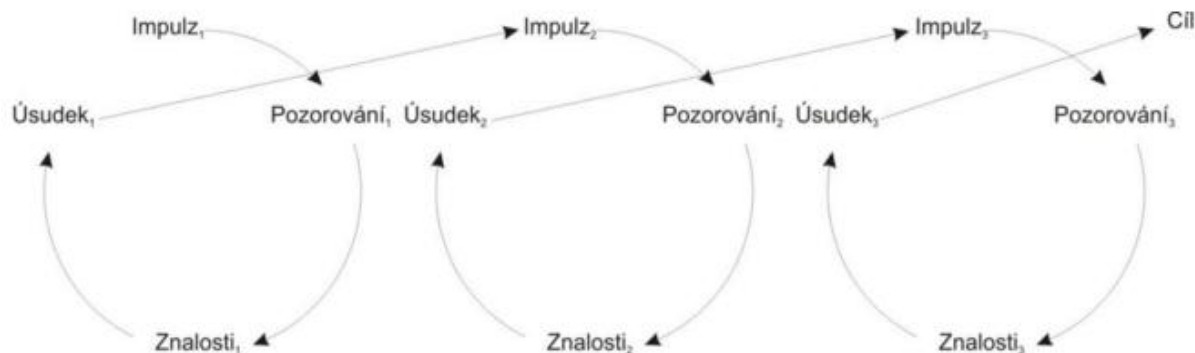 Impulz₁ Impulz₂ Impulz₃ Cíl
Úsudek₁ Pozorování₁ Úsudek₂ Pozorování₂ Úsudek₃ Pozorování₃
Znalosti₁ Znalosti₂ Znalosti₃